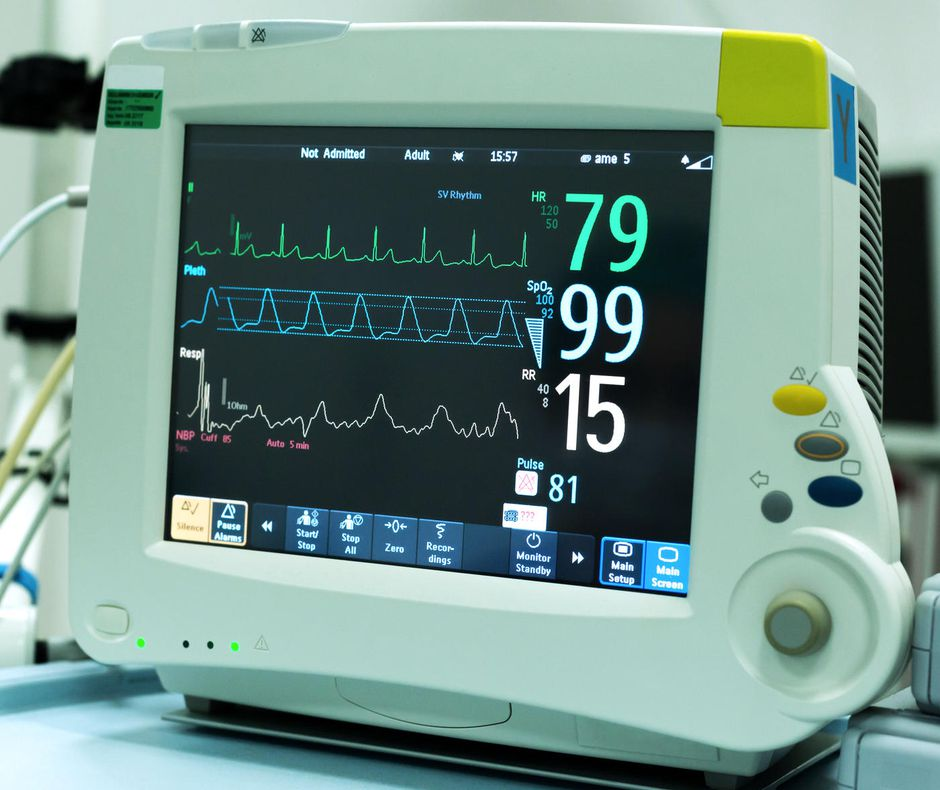 Not Admitted Adult 15:57 ame 5
SV Rhythm
HR
120
50
79
mV
Pleth
SpO₂
100
92
99
Resp
1Ohm
RR
40
8
15
NBP Cuff 85 Auto 5 min
Sys.
Pulse
81
???
Silence
Pause Alarms
Start/ Stop
Stop All
Zero
Recor- dings
Monitor Standby
Main Setup
Main Screen
Y